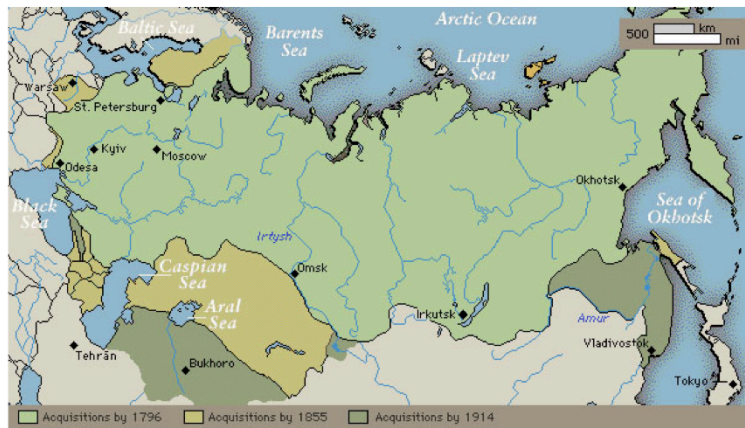 Arctic Ocean
500 km
mi
Baltic Sea
Barents
Sea
Laptev
Sea
Warsaw
St. Petersburg
Kyiv
Moscow
Odesa
Okhotsk
Black
Sea
Sea of
Okhotsk
Irtysh
Caspian
Sea
Omsk
Aral
Sea
Irkutsk
Amur
Tehrān
Bukhoro
Vladivostok
Tokyo
Acquisitions by 1796 Acquisitions by 1855 Acquisitions by 1914